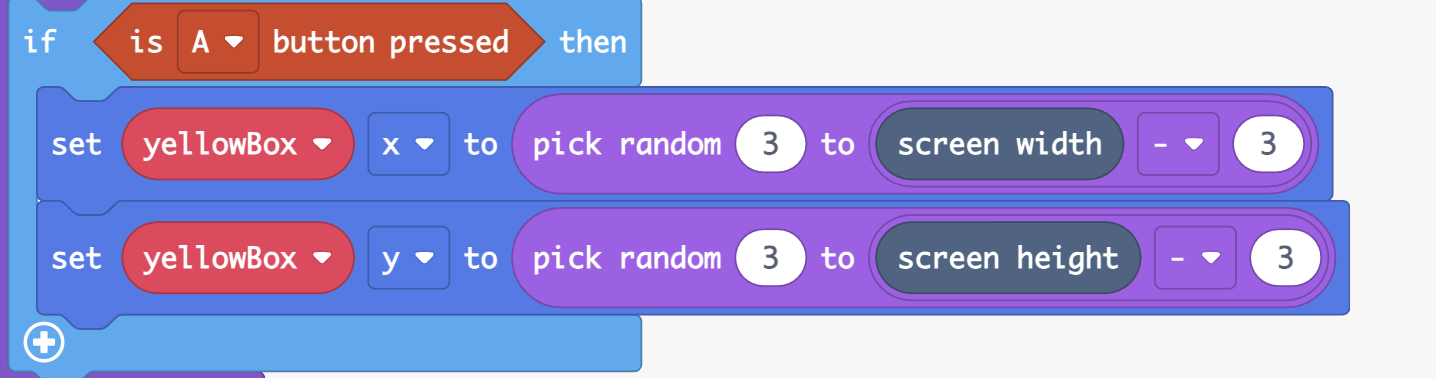 if is A button pressed then
set yellowBox x to pick random 3 to screen width - 3
set yellowBox y to pick random 3 to screen height - 3